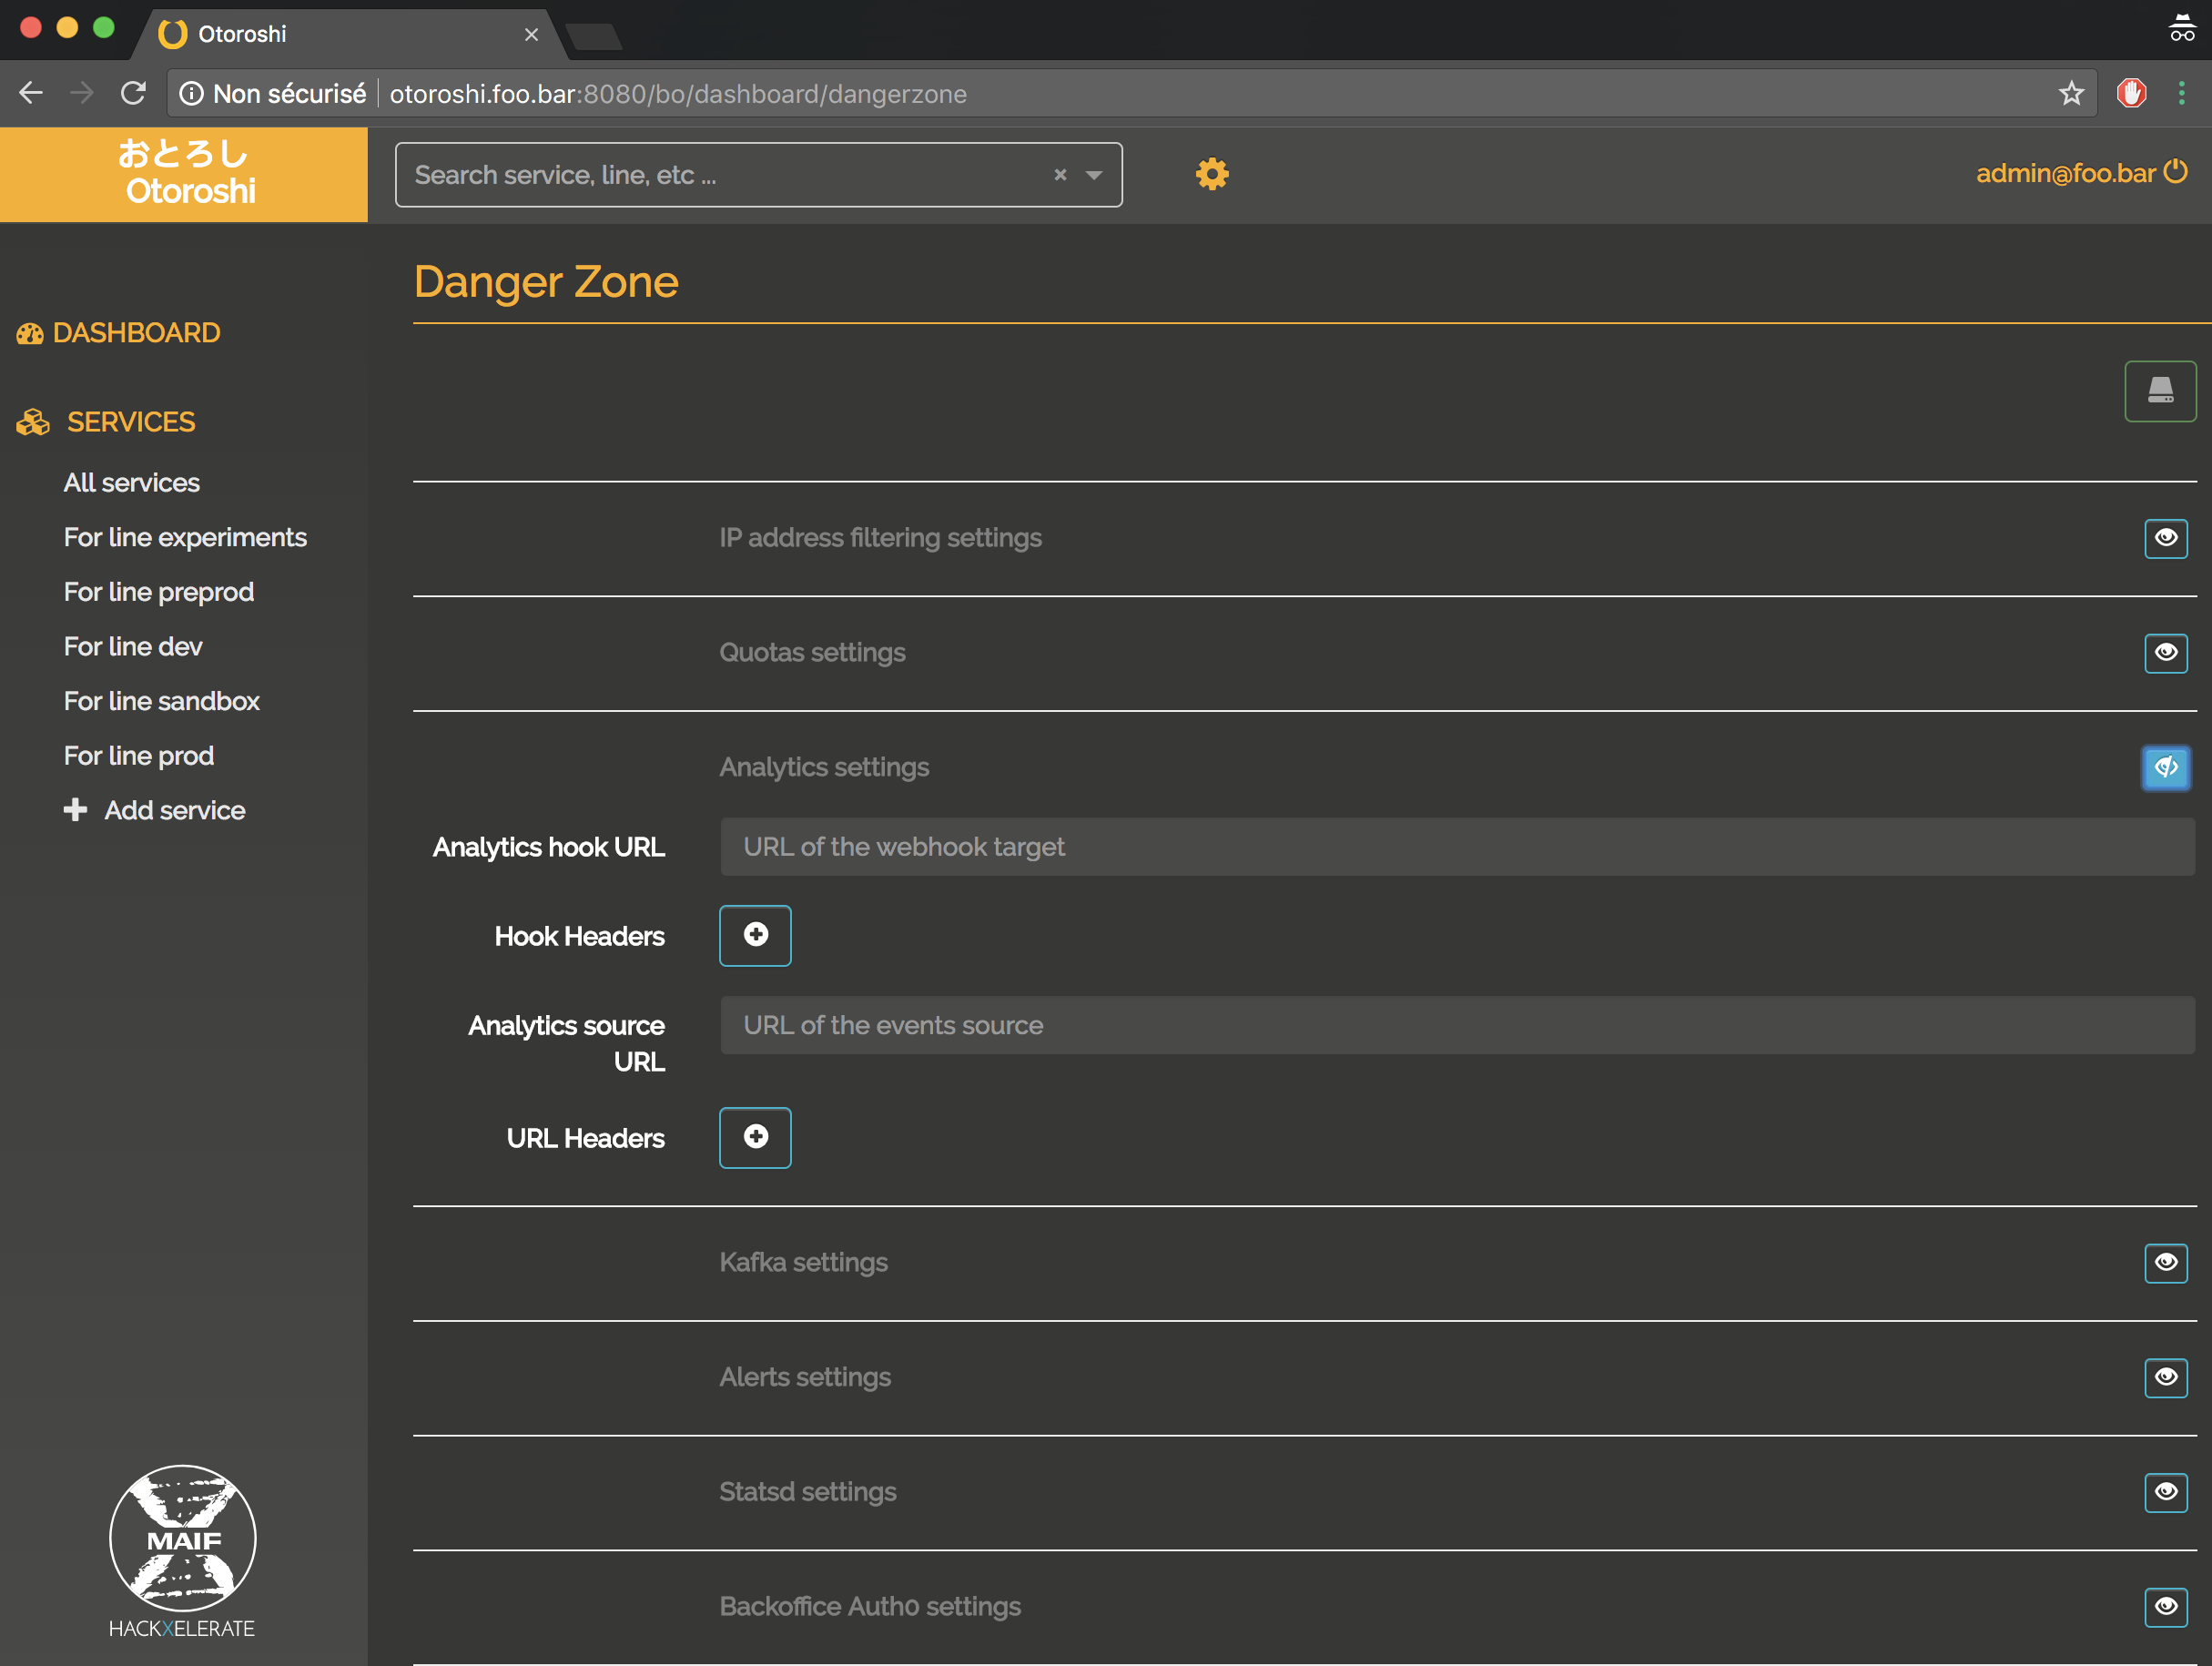 Otoroshi
Non sécurisé otoroshi.foo.bar:8080/bo/dashboard/dangerzone
おとろし
Otoroshi
Search service, line, etc ...
admin@foo.bar
DASHBOARD
SERVICES
All services
For line experiments
For line preprod
For line dev
For line sandbox
For line prod
Add service
MAIF
HACKXELERATE
Danger Zone
IP address filtering settings
Quotas settings
Analytics settings
Analytics hook URL URL of the webhook target
Hook Headers
Analytics source URL of the events source
URL
URL Headers
Kafka settings
Alerts settings
Statsd settings
Backoffice Auth0 settings